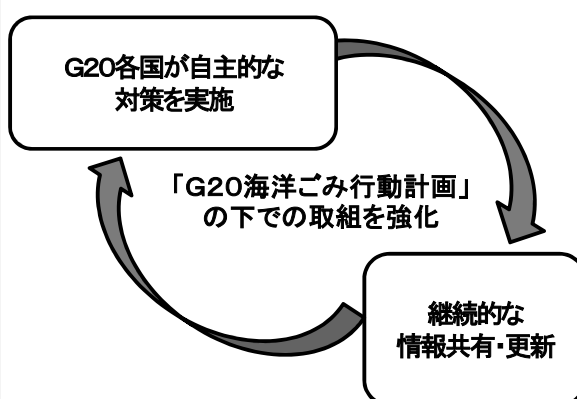 G20各国が自主的な
対策を実施
「G20海洋ごみ行動計画」
の下での取組を強化
継続的な
情報共有・更新